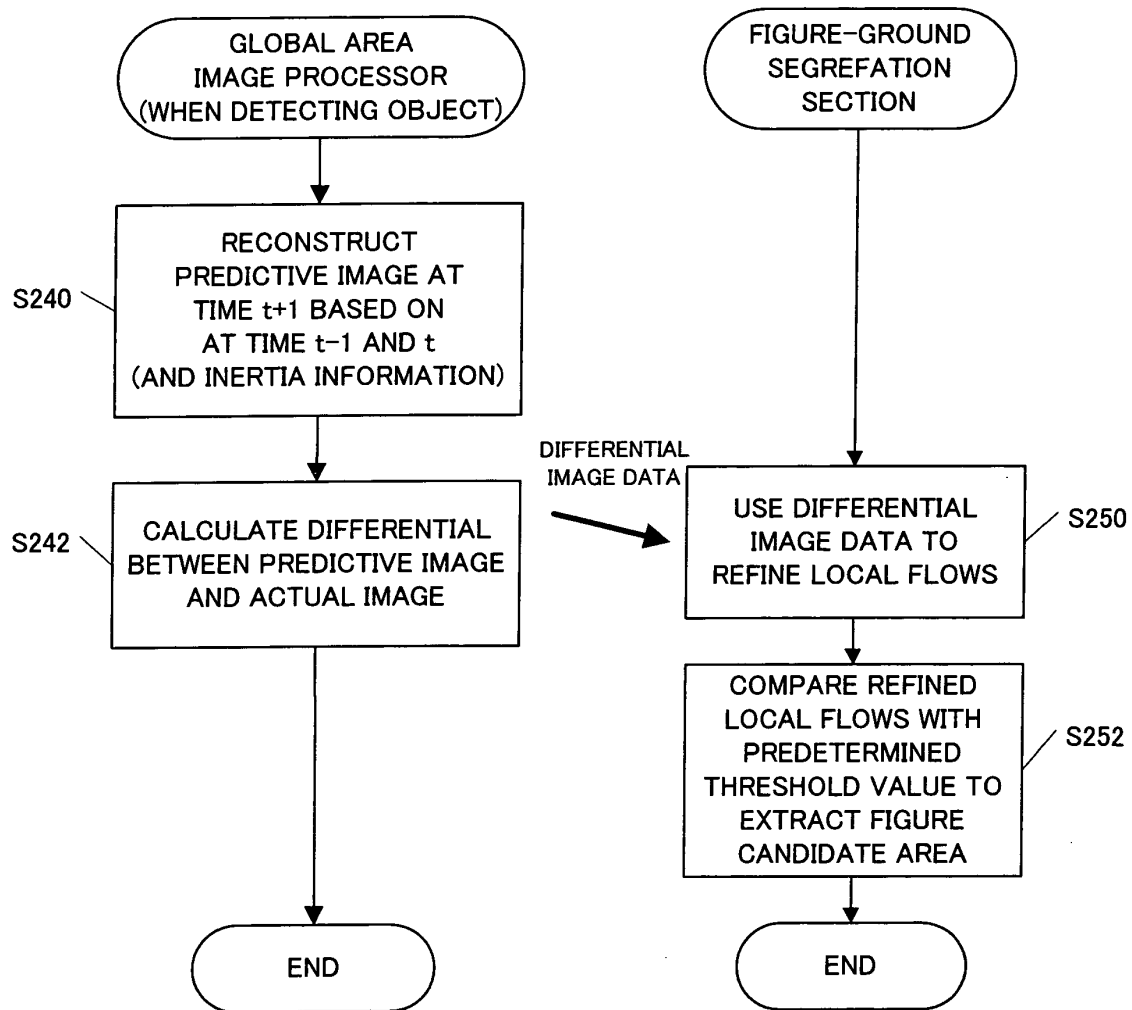 GLOBAL AREA
IMAGE PROCESSOR
(WHEN DETECTING OBJECT)
S240
RECONSTRUCT
PREDICTIVE IMAGE AT
TIME t+1 BASED ON
AT TIME t-1 AND t
(AND INERTIA INFORMATION)
S242
CALCULATE DIFFERENTIAL
BETWEEN PREDICTIVE IMAGE
AND ACTUAL IMAGE
END
DIFFERENTIAL
IMAGE DATA
FIGURE-GROUND
SEGREFATION
SECTION
USE DIFFERENTIAL
IMAGE DATA TO
REFINE LOCAL FLOWS
S250
COMPARE REFINED
LOCAL FLOWS WITH
PREDETERMINED
THRESHOLD VALUE TO
EXTRACT FIGURE
CANDIDATE AREA
S252
END